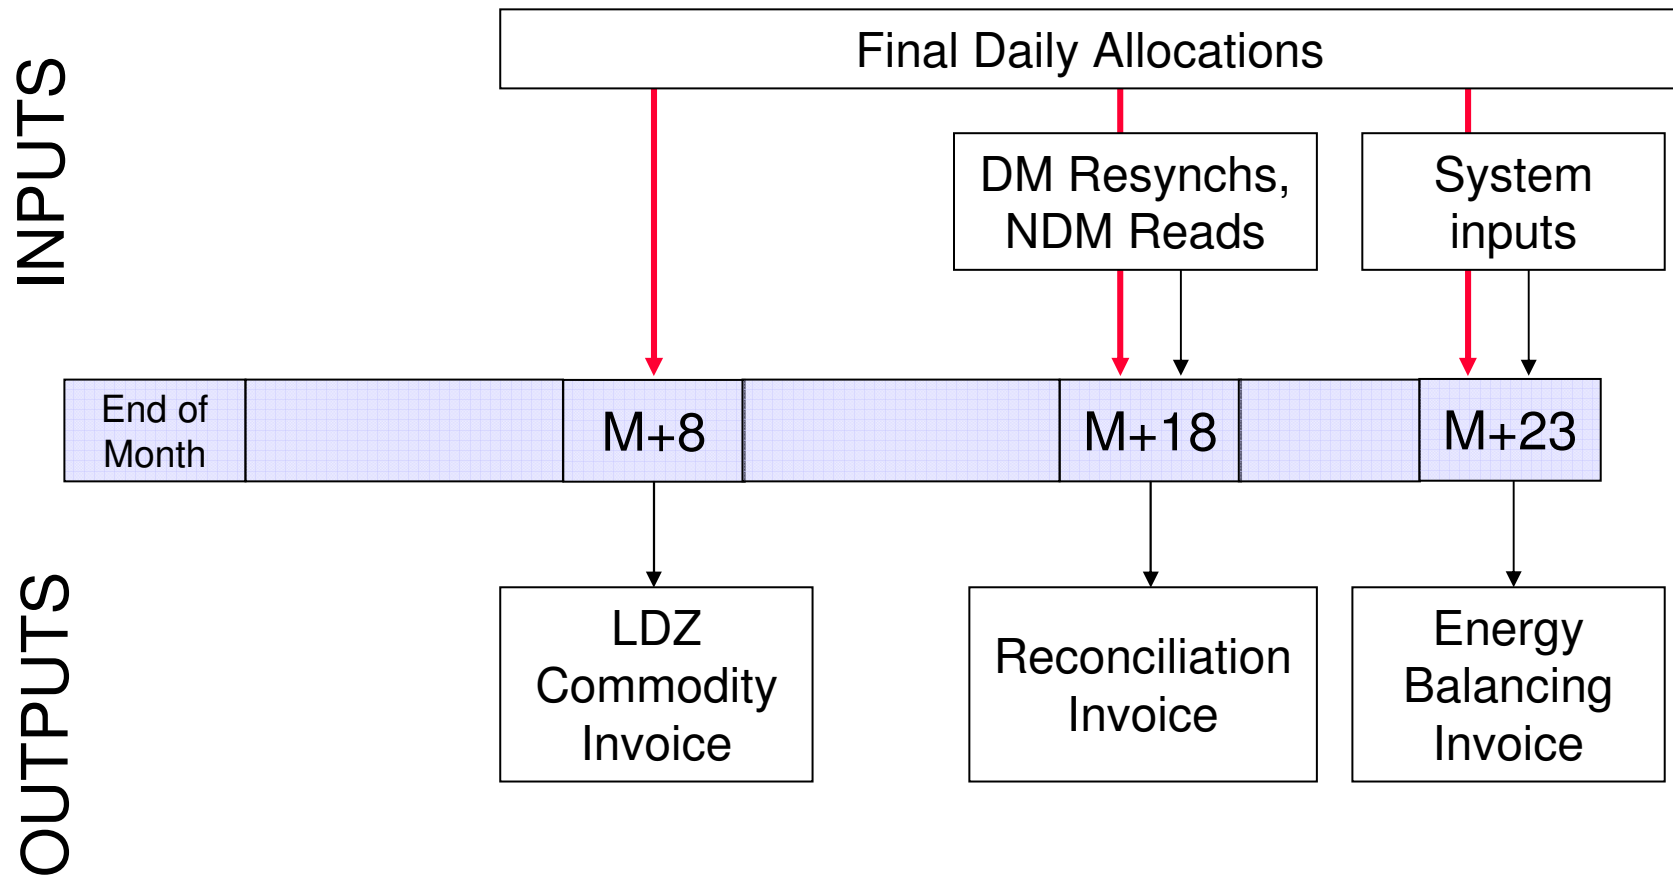 INPUTS
Final Daily Allocations
DM Resynchs,
NDM Reads
System
inputs
End of
Month
M+8
M+18
M+23
OUTPUTS
LDZ
Commodity
Invoice
Reconciliation
Invoice
Energy
Balancing
Invoice